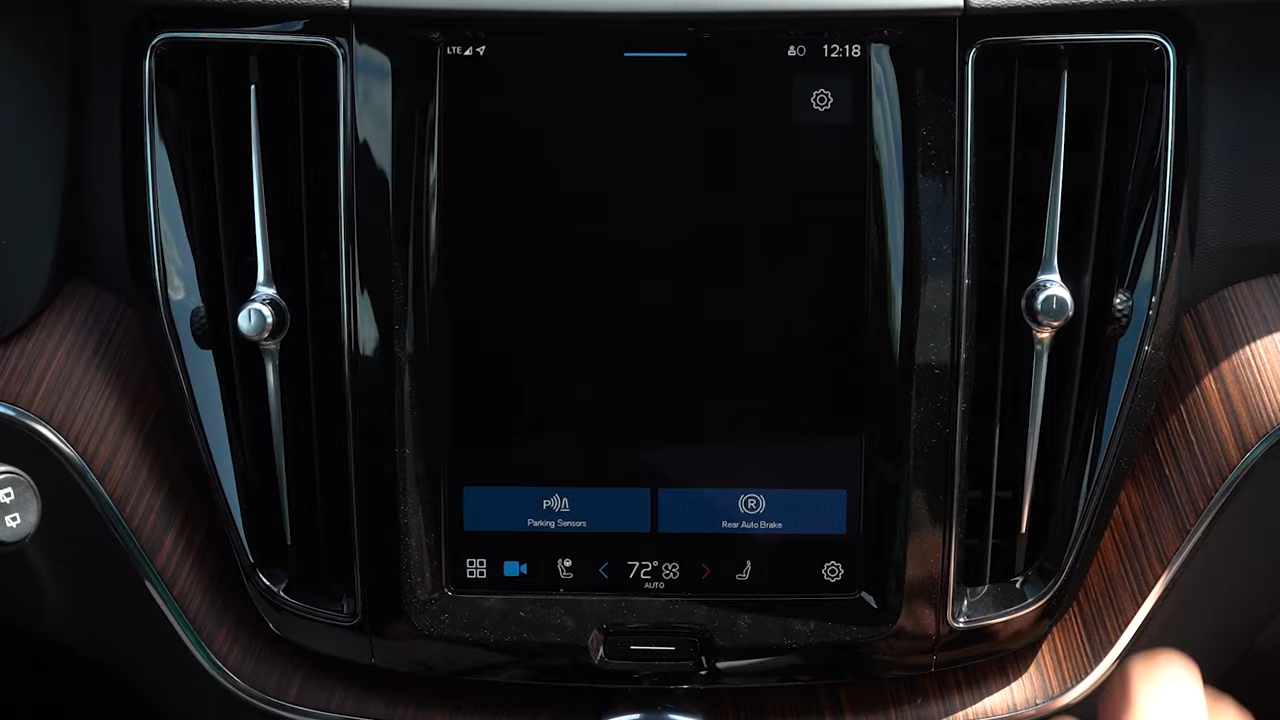 LTE 12:18
P
R
Parking Sensors
Rear Auto Brake
72°
AUTO